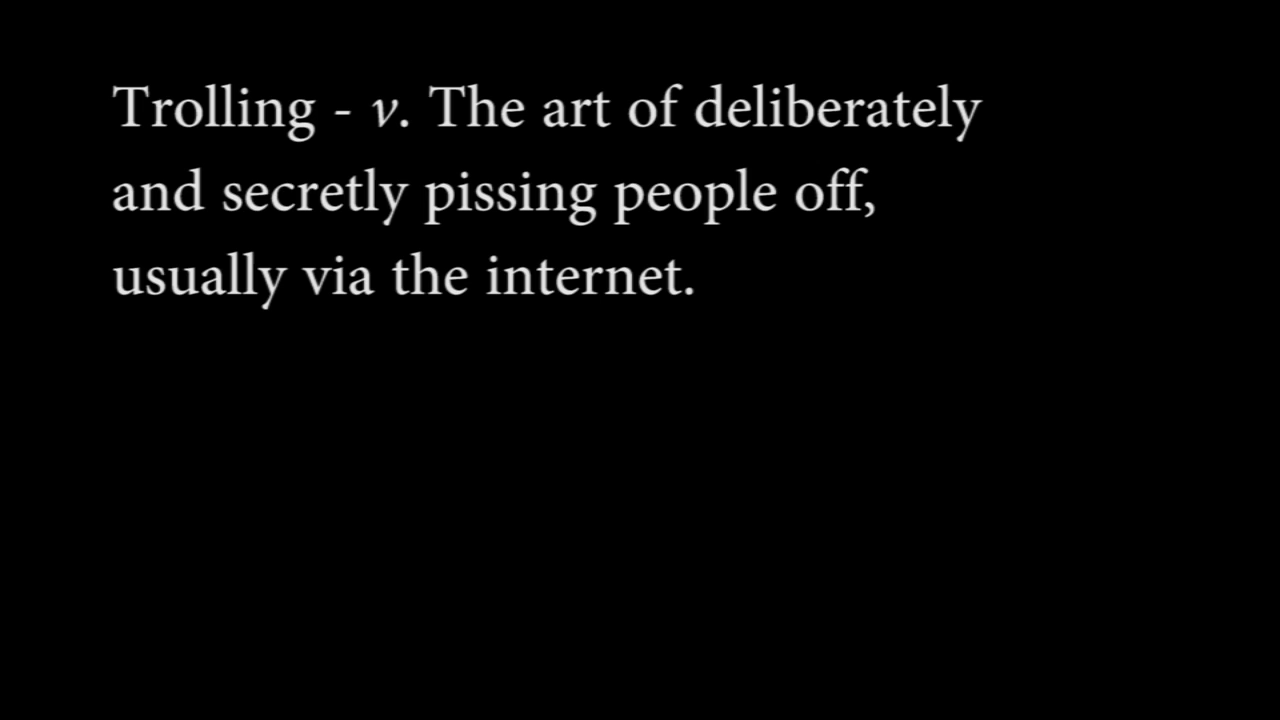 Trolling - v. The art of deliberately
and secretly pissing people off,
usually via the internet.